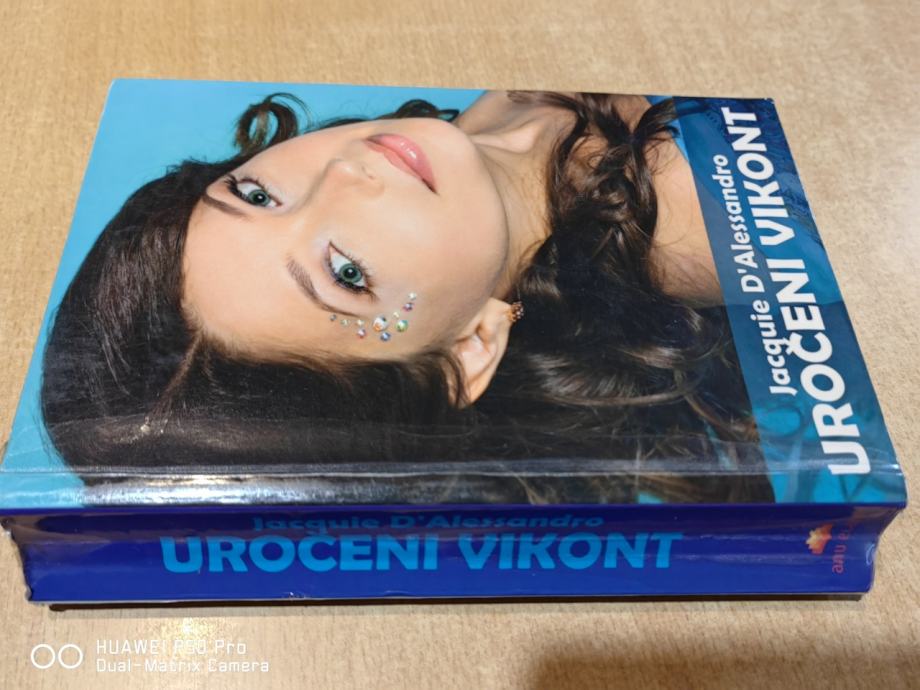 Jacquie D'Alessandro
UROČENI VIKONT
Jacquie D'Alessandro
UROČENI VIKONT
HUAWEI P30 Pro
Dual-Matrix Camera